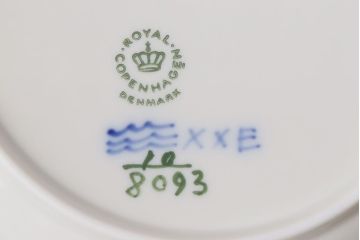 ROYAL
COPENHAGEN
DENMARK
XXE
10
8093